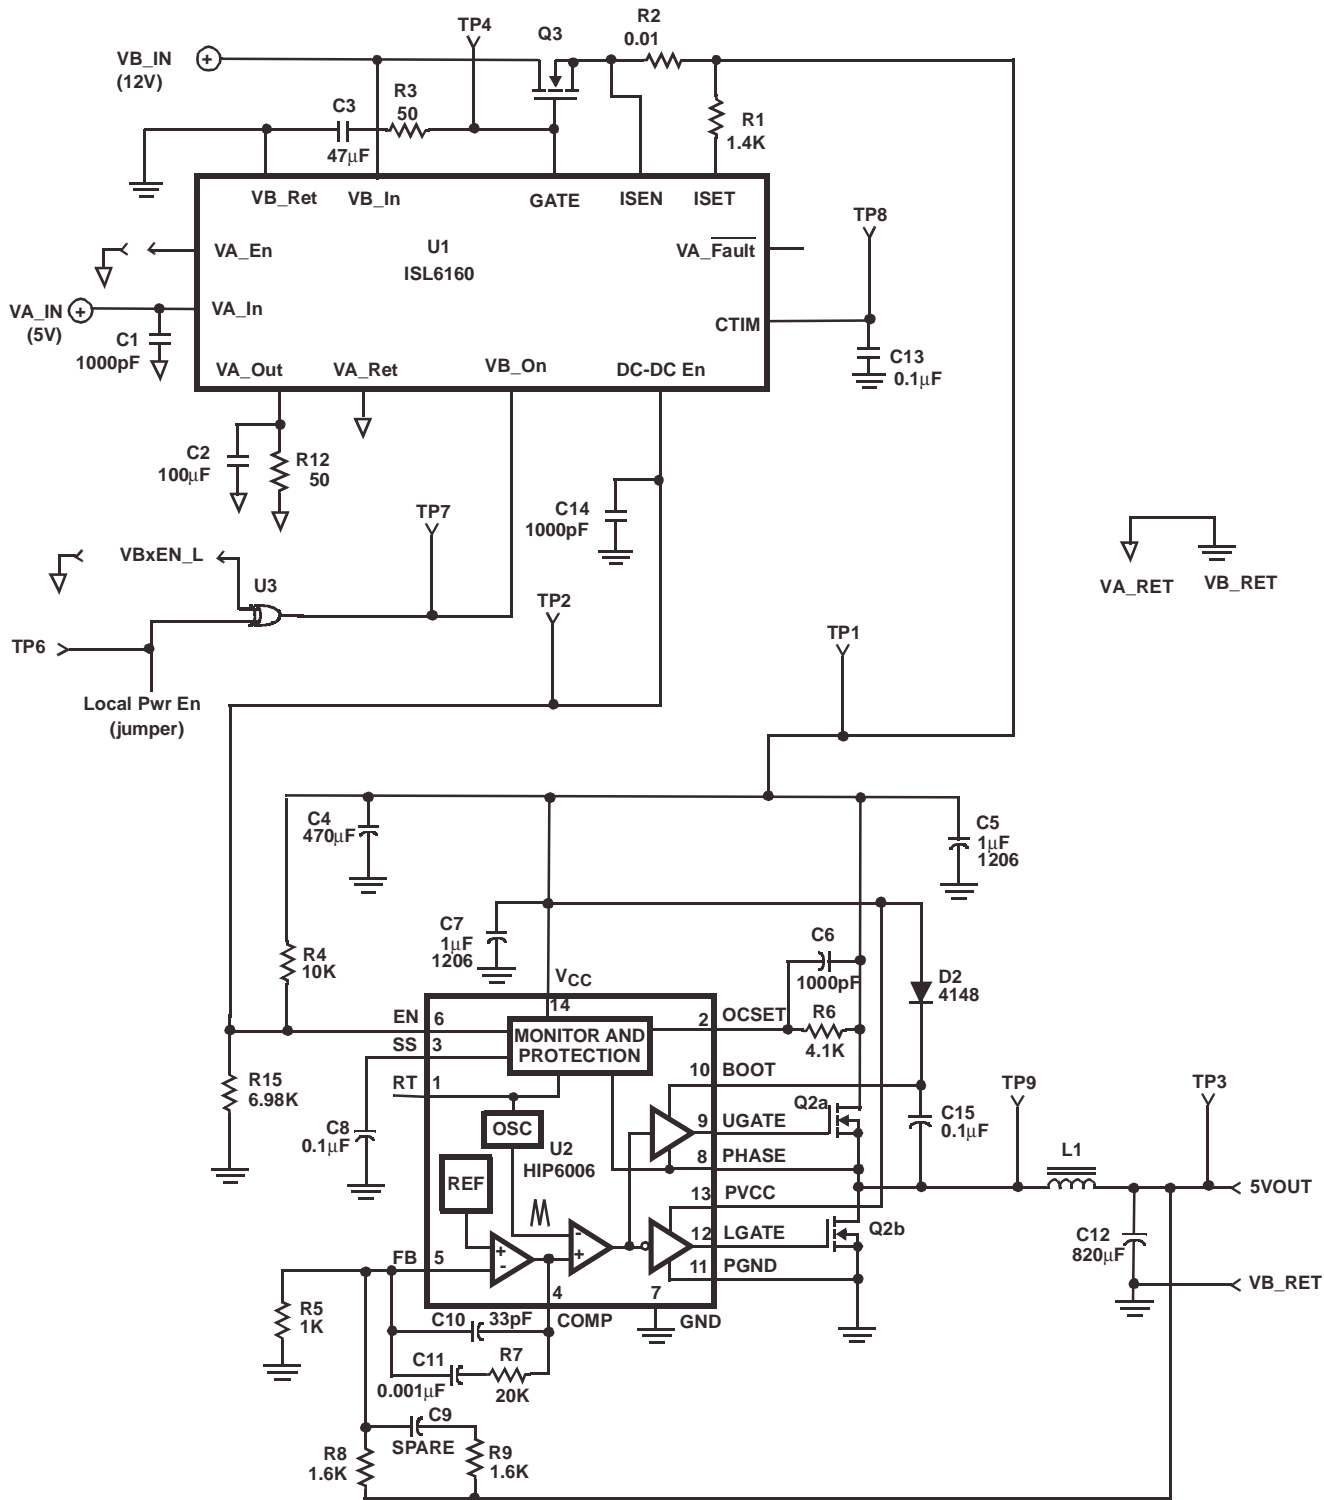 TP4
Q3
R2
0.01
VB_IN
(12V)
C3
47µF
R3
50
R1
1.4K
VB_Ret
VB_In
GATE
ISEN
ISET
TP8
VA_En
U1
ISL6160
VA_Fault
VA_IN
(5V)
VA_In
C1
1000pF
CTIM
C13
0.1µF
VA_Out
VA_Ret
VB_On
DC-DC En
C2
100µF
R12
50
C14
1000pF
TP7
VBxEN_L
U3
TP6
Local Pwr En
(jumper)
TP2
TP1
VA_RET
VB_RET
C4
470µF
C5
1µF
1206
C7
1µF
1206
R4
10K
C6
1000pF
D2
4148
VCC
14
EN
6
MONITOR AND
PROTECTION
2
OCSET
R6
4.1K
SS
3
RT
1
10
BOOT
R15
6.98K
C8
0.1µF
OSC
U2
HIP6006
REF
9
UGATE
Q2a
C15
0.1µF
TP9
TP3
8
PHASE
L1
5VOUT
13
PVCC
12
LGATE
Q2b
C12
820µF
11
PGND
VB_RET
+
-
-
+
FB
5
4
COMP
7
GND
R5
1K
C10
33pF
C11
0.001µF
R7
20K
C9
SPARE
R8
1.6K
R9
1.6K